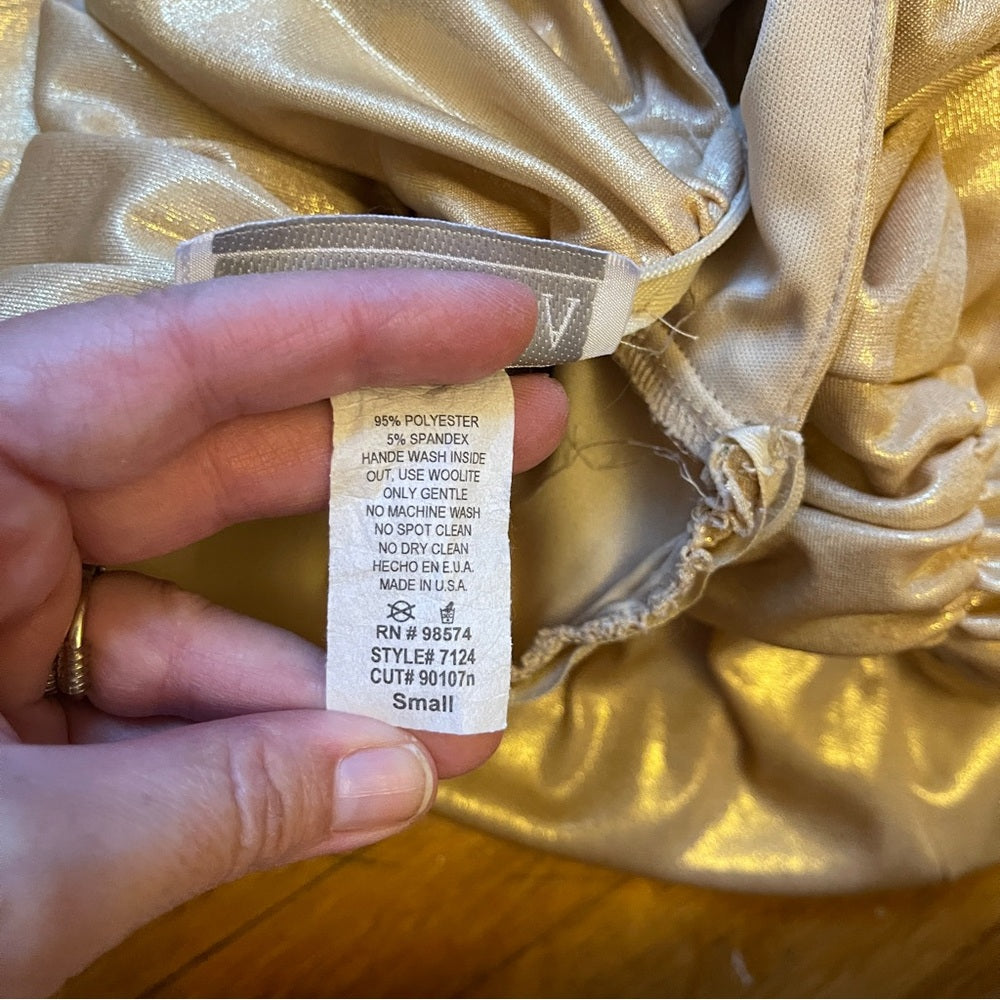 V
95% POLYESTER
5% SPANDEX
HANDE WASH INSIDE
OUT, USE WOOLITE
ONLY GENTLE
NO MACHINE WASH
NO SPOT CLEAN
NO DRY CLEAN
HECHO EN E.U.A.
MADE IN U.S.A.
RN # 98574
STYLE# 7124
CUT# 90107n
Small